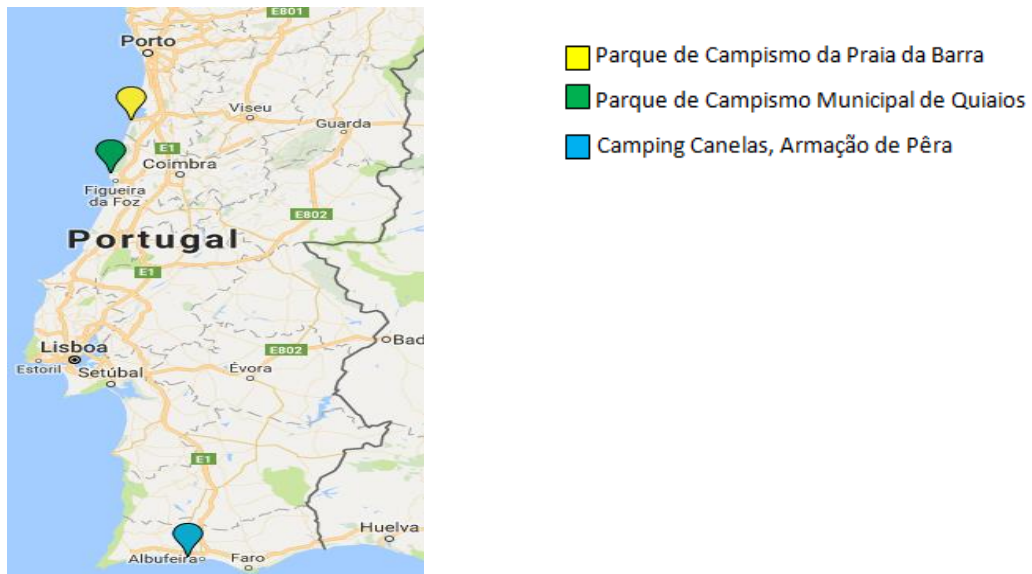 E801
Porto
Viseu
Guarda
E1
Coimbra
Figueira
da Foz
E802
Portugal
E1
Lisboa
Estoril
Setúbal
E802
Bad
Évora
E1
Huelva
Albufeira
Faro
Parque de Campismo da Praia da Barra
Parque de Campismo Municipal de Quiaios
Camping Canelas, Armação de Pêra